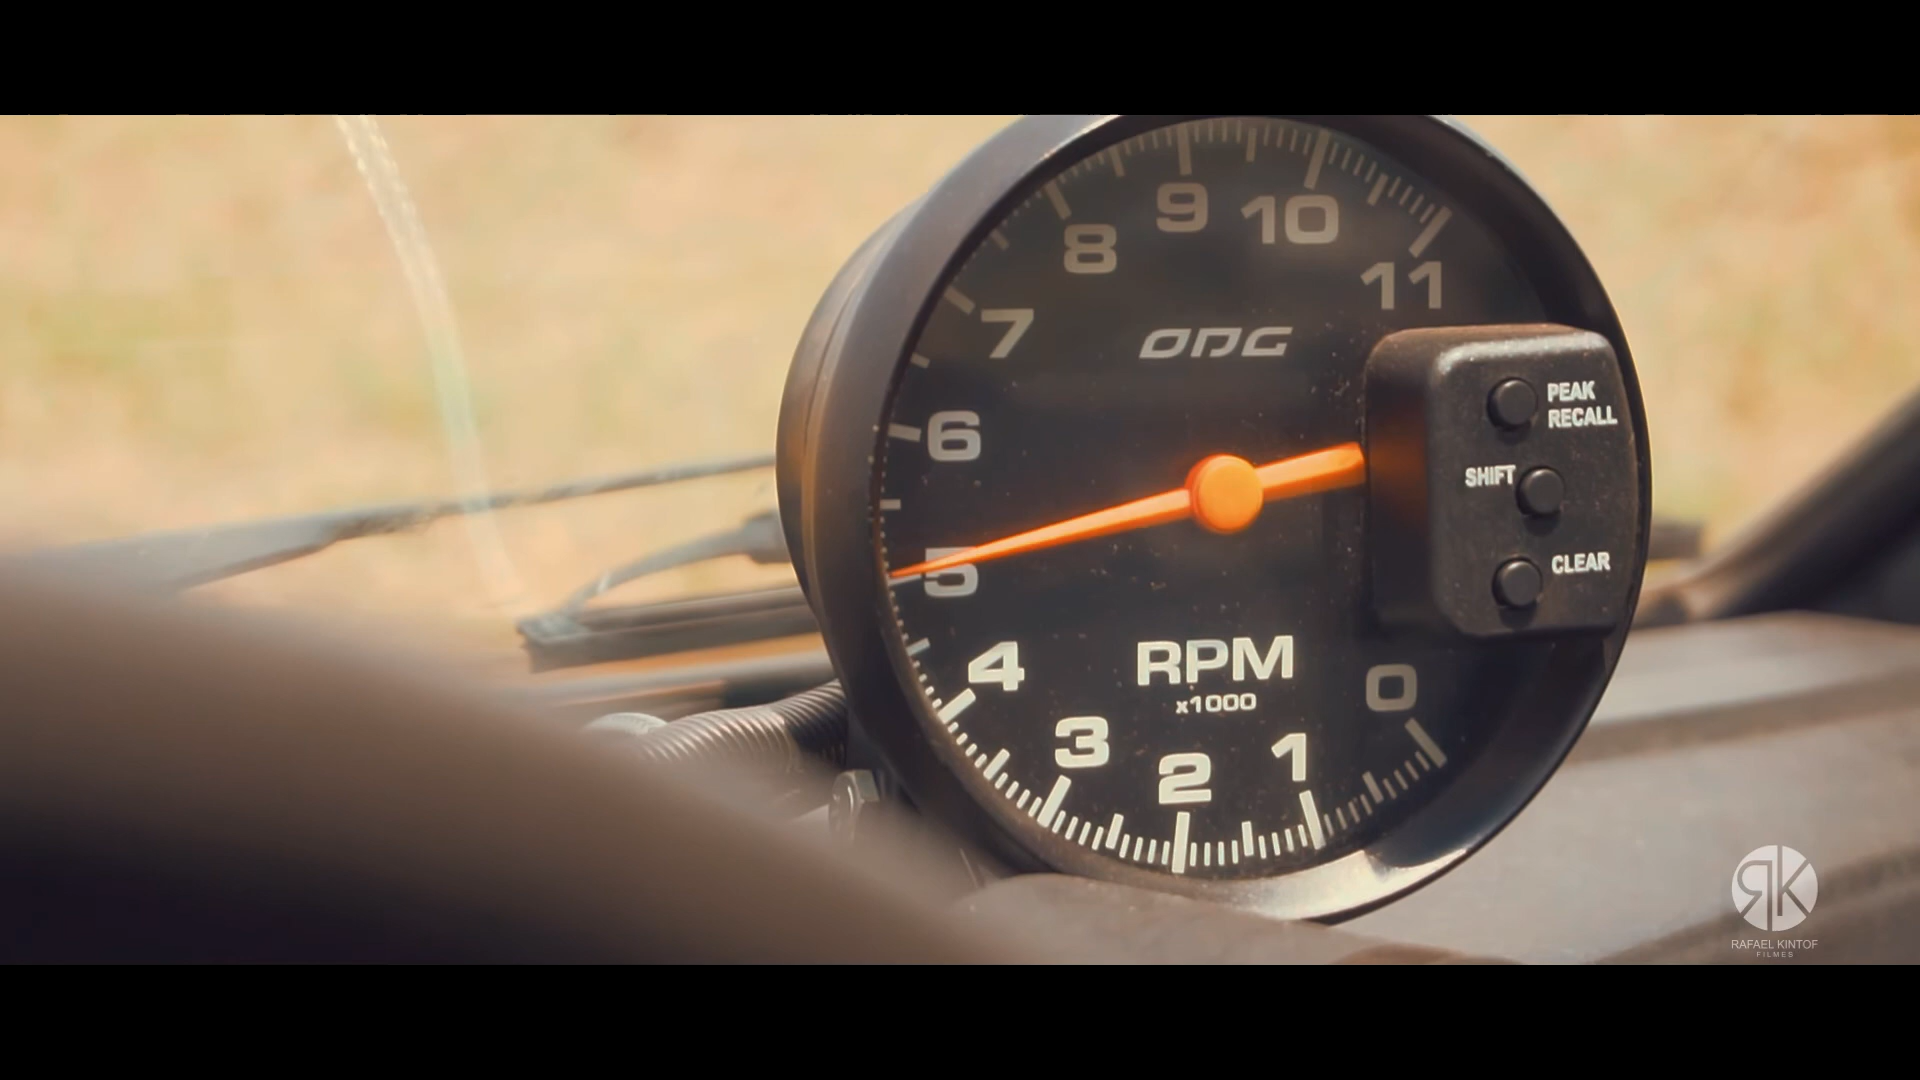 9
10
8
11
7
ODG
PEAK
RECALL
6
SHIFT
5
CLEAR
4
RPM
0
x1000
3
1
2
RK
RAFAEL KINTOF
FILMES